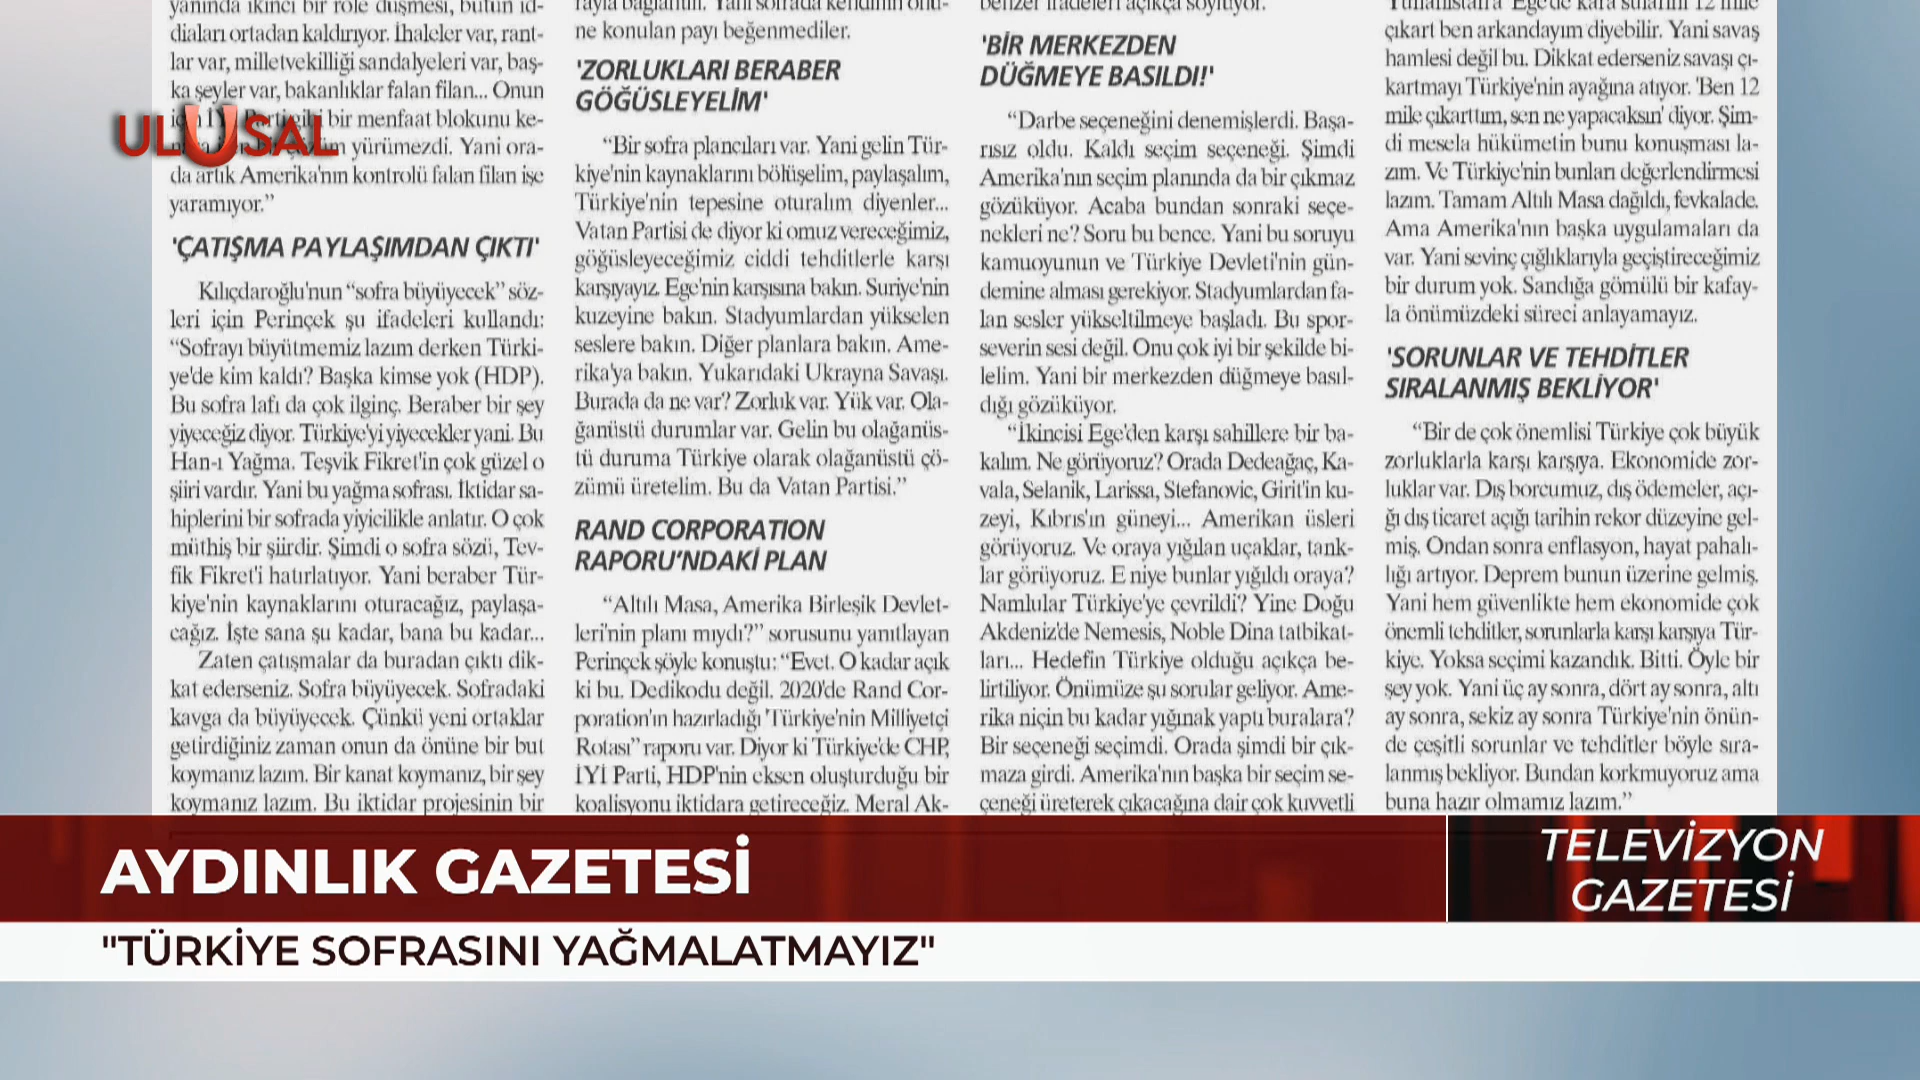 yanında ikinci bir role düşmesi, bütün id-
diaları ortadan kaldırıyor. İhaleler var, rant-
lar var, milletvekilliği sandalyeleri var, baş-
ka şeyler var, bakanlıklar falan filan... Onun
için İYİ Parti gibi bir menfaat blokunu ke-
yürümezdi. Yani ora-
da artık Amerika'nın kontrolü falan filan işe
yaramıyor.”
'ÇATIŞMA PAYLAŞIMDAN ÇIKTI'
Kılıçdaroğlu'nun “sofra büyüyecek” söz-
leri için Perinçek şu ifadeleri kullandı:
“Sofrayı büyütmemiz lazım derken Türki-
ye'de kim kaldı? Başka kimse yok (HDP).
Bu sofra lafı da çok ilginç. Beraber bir şey
yiyeceğiz diyor. Türkiye'yi yiyecekler yani. Bu
Han-ı Yağma. Teşvik Fikret'in çok güzel o
şiiri vardır. Yani bu yağma sofrası. İktidar sa-
hiplerini bir sofrada yiyicilikle anlatır. O çok
müthiş bir şiirdir. Şimdi o sofra sözü, Tev-
fik Fikret'i hatırlatıyor. Yani beraber Tür-
kiye'nin kaynaklarını oturacağız, paylaşa-
cağız. İşte sana şu kadar, bana bu kadar...
Zaten çatışmalar da buradan çıktı dik-
kat ederseniz. Sofra büyüyecek. Sofradaki
kavga da büyüyecek. Çünkü yeni ortaklar
getirdiğiniz zaman onun da önüne bir but
koymanız lazım. Bir kanat koymanız, bir şey
koymanız lazım. Bu iktidar projesinin bir
rayla bağlantılı. Yani sofrada kendinin önü-
ne konulan payı beğenmediler.
'ZORLUKLARI BERABER
GÖĞÜSLEYELİM'
“Bir sofra plancıları var. Yani gelin Tür-
kiye'nin kaynaklarını bölüşelim, paylaşalım,
Türkiye'nin tepesine oturalım diyenler...
Vatan Partisi de diyor ki omuz vereceğimiz,
göğüsleyeceğimiz ciddi tehditlerle karşı
karşıyayız. Ege'nin karşısına bakın. Suriye'nin
kuzeyine bakın. Stadyumlardan yükselen
seslere bakın. Diğer planlara bakın. Ame-
rika'ya bakın. Yukarıdaki Ukrayna Savaşı.
Burada da ne var? Zorluk var. Yük var. Ola-
ğanüstü durumlar var. Gelin bu olağanüs-
tü duruma Türkiye olarak olağanüstü çö-
zümü üretelim. Bu da Vatan Partisi.”
RAND CORPORATION
RAPORU’NDAKİ PLAN
“Altılı Masa, Amerika Birleşik Devlet-
leri'nin planı mıydı?” sorusunu yanıtlayan
Perinçek şöyle konuştu: “Evet. O kadar açık
ki bu. Dedikodu değil. 2020'de Rand Cor-
poration'ın hazırladığı 'Türkiye'nin Milliyetçi
Rotası” raporu var. Diyor ki Türkiye'de CHP,
İYİ Parti, HDP'nin eksen oluşturduğu bir
koalisyonu iktidara getireceğiz. Meral Ak-
benzer ifadeleri açıkça söylüyor.
'BİR MERKEZDEN
DÜĞMEYE BASILDI!'
“Darbe seçeneğini denemişlerdi. Başa-
rısız oldu. Kaldı seçim seçeneği. Şimdi
Amerika'nın seçim planında da bir çıkmaz
gözüküyor. Acaba bundan sonraki seçe-
nekleri ne? Soru bu bence. Yani bu soruyu
kamuoyunun ve Türkiye Devleti'nin gün-
demine alması gerekiyor. Stadyumlardan fa-
lan sesler yükseltilmeye başladı. Bu spor-
severin sesi değil. Onu çok iyi bir şekilde bi-
lelim. Yani bir merkezden düğmeye basıl-
dığı gözüküyor.
“İkincisi Ege'den karşı sahillere bir ba-
kalım. Ne görüyoruz? Orada Dedeağaç, Ka-
vala, Selanik, Larissa, Stefanovic, Girit'in ku-
zeyi, Kıbrıs'ın güneyi... Amerikan üsleri
görüyoruz. Ve oraya yığılan uçaklar, tank-
lar görüyoruz. E niye bunlar yığıldı oraya?
Namlular Türkiye'ye çevrildi? Yine Doğu
Akdeniz'de Nemesis, Noble Dina tatbikat-
ları... Hedefin Türkiye olduğu açıkça be-
lirtiliyor. Önümüze şu sorular geliyor. Ame-
rika niçin bu kadar yığınak yaptı buralara?
Bir seçeneği seçimdi. Orada şimdi bir çık-
maza girdi. Amerika'nın başka bir seçim se-
çeneği üreterek çıkacağına dair çok kuvvetli
Yunanistan'a 'Ege'de kara sularını 12 mile
çıkart ben arkandayım diyebilir. Yani savaş
hamlesi değil bu. Dikkat ederseniz savaşı çı-
kartmayı Türkiye'nin ayağına atıyor. 'Ben 12
mile çıkarttım, sen ne yapacaksın' diyor. Şim-
di mesela hükümetin bunu konuşması la-
zım. Ve Türkiye'nin bunları değerlendirmesi
lazım. Tamam Altılı Masa dağıldı, fevkalade.
Ama Amerika'nın başka uygulamaları da
var. Yani sevinç çığlıklarıyla geçiştireceğimiz
bir durum yok. Sandığa gömülü bir kafay-
la önümüzdeki süreci anlayamayız.
'SORUNLAR VE TEHDİTLER
SIRALANMIŞ BEKLİYOR'
“Bir de çok önemlisi Türkiye çok büyük
zorluklarla karşı karşıya. Ekonomide zor-
luklar var. Dış borcumuz, dış ödemeler, açı-
ğı dış ticaret açığı tarihin rekor düzeyine gel-
miş. Ondan sonra enflasyon, hayat pahalı-
lığı artıyor. Deprem bunun üzerine gelmiş.
Yani hem güvenlikte hem ekonomide çok
önemli tehditler, sorunlarla karşı karşıya Tür-
kiye. Yoksa seçimi kazandık. Bitti. Öyle bir
şey yok. Yani üç ay sonra, dört ay sonra, altı
ay sonra, sekiz ay sonra Türkiye'nin önün-
de çeşitli sorunlar ve tehditler böyle sıra-
lanmış bekliyor. Bundan korkmuyoruz ama
buna hazır olmamız lazım.”
ULUSAL
AYDINLIK GAZETESİ
"TÜRKİYE SOFRASINI YAĞMALATMAYIZ"
TELEVİZYON
GAZETESİ